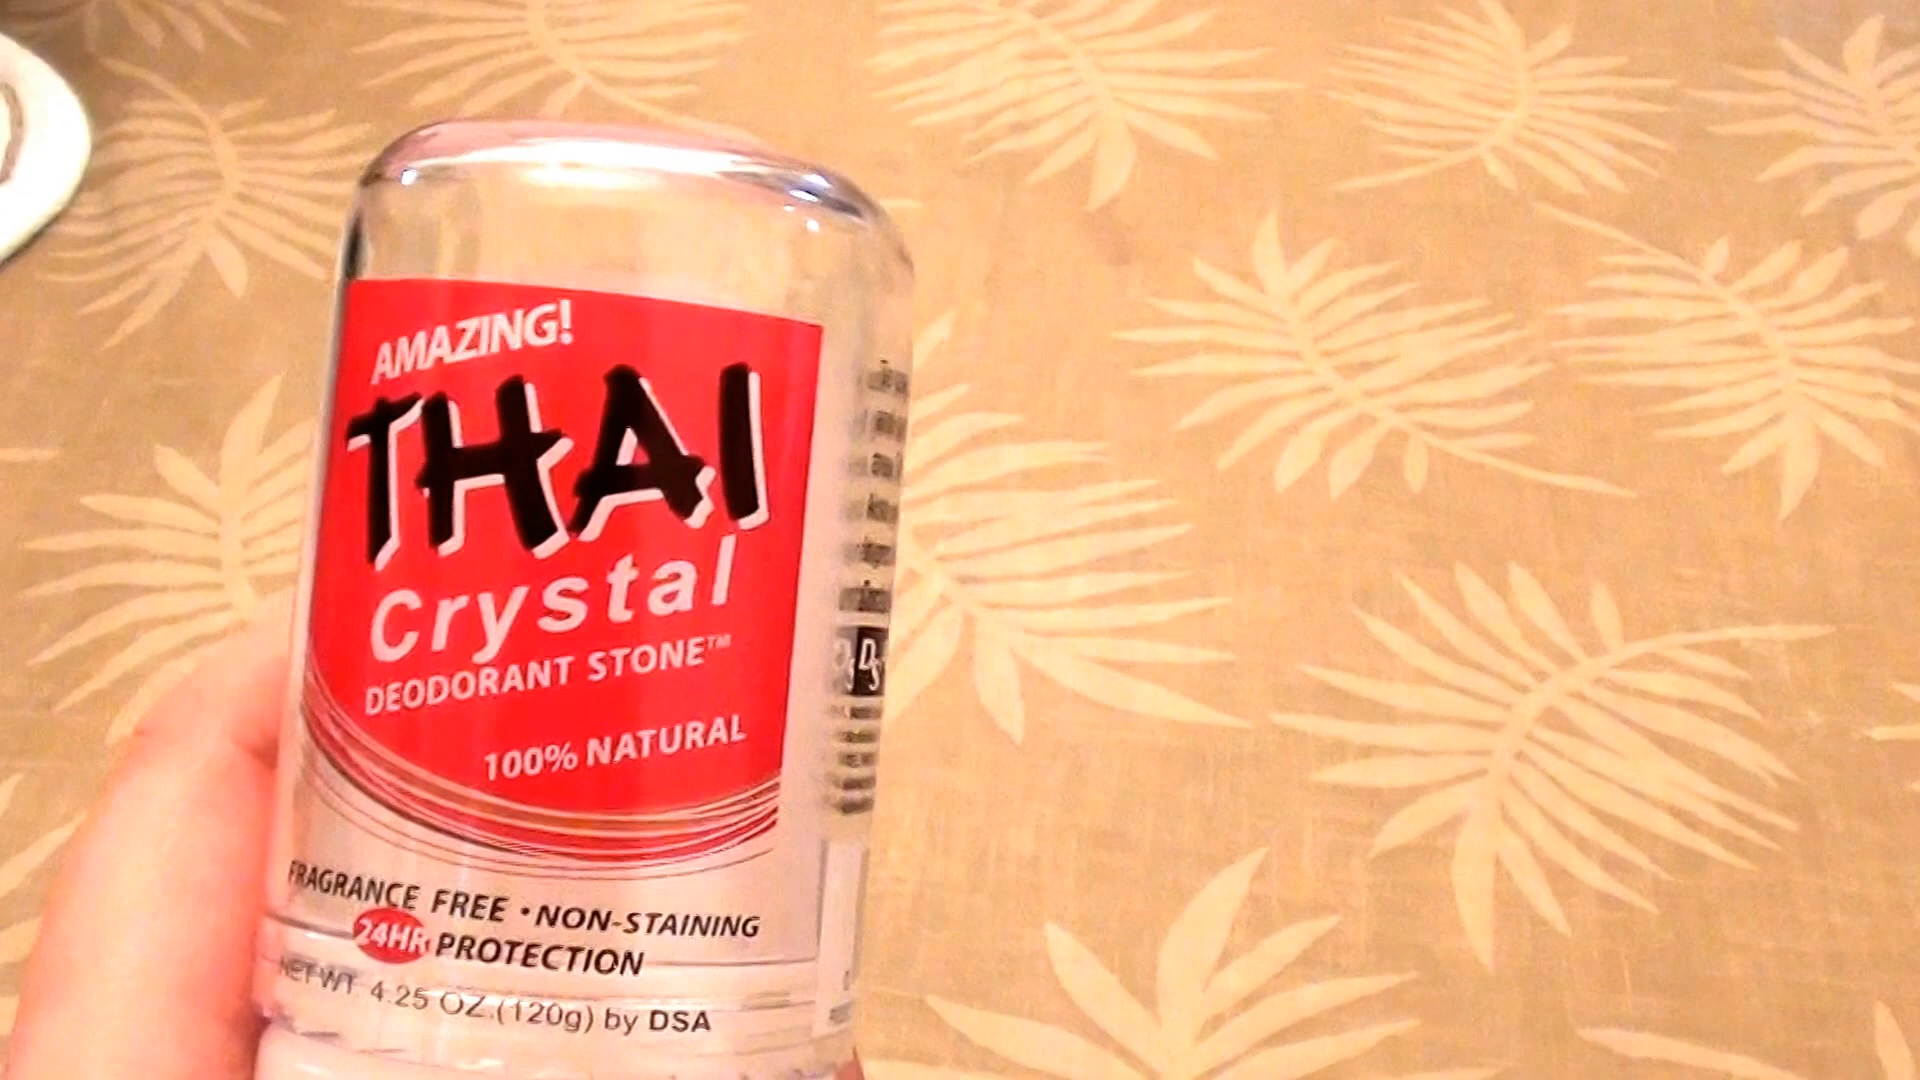 AMAZING!
THAI
Crystal
DEODORANT STONE™
100% NATURAL
FRAGRANCE FREE • NON-STAINING
24HR PROTECTION
NET WT. 4.25 OZ.(120g) by DSA